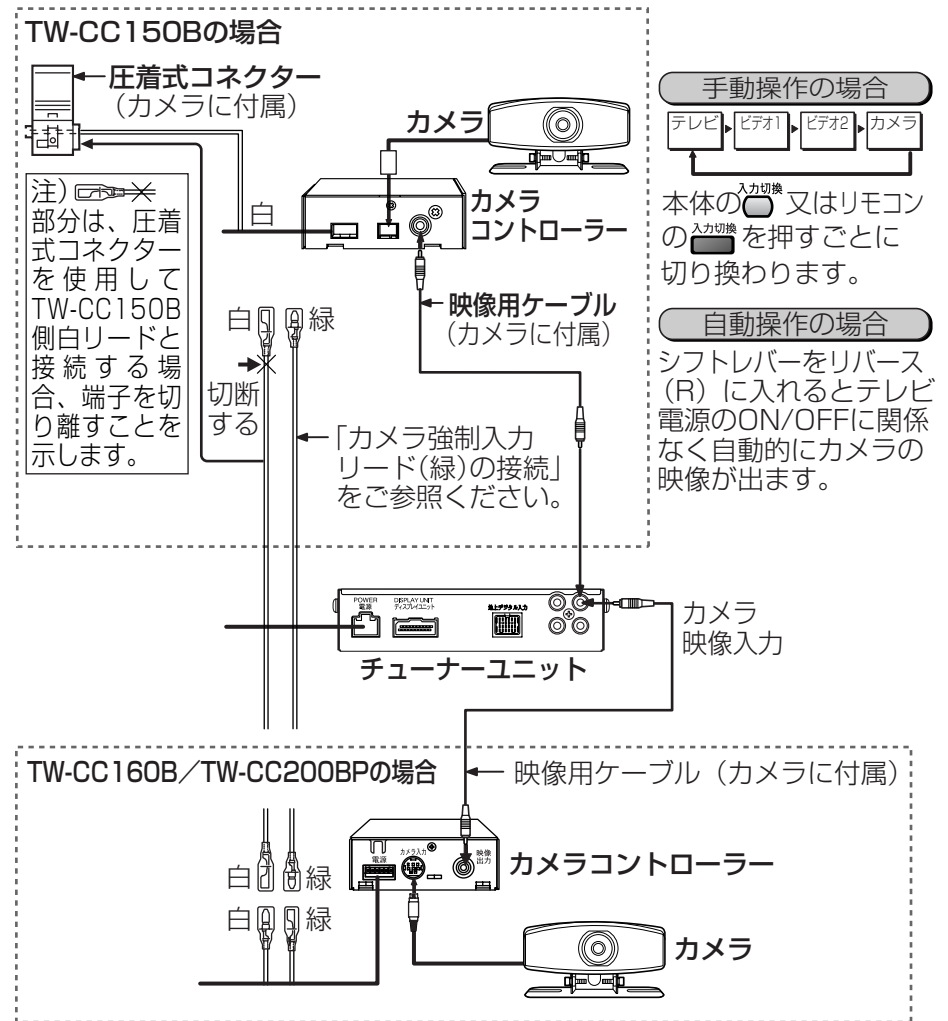 TW-CC150Bの場合
圧着式コネクター
（カメラに付属）
カメラ
注）
部分は、圧着
式コネクター
を使用して
TW-CC150B
側白リードと
接続する場
合、端子を切
り離すことを
示します。
白
カメラ
コントローラー
映像用ケーブル
（カメラに付属）
白
緑
切断
する
「カメラ強制入力
リード（緑）の接続」
をご参照ください。
手動操作の場合
テレビ ビデオ1 ビデオ2 カメラ
入力切換
本体の 又はリモコン
入力切換
の を押すごとに
切り換わります。
自動操作の場合
シフトレバーをリバース
（R）に入れるとテレビ
電源のON/OFFに関係
なく自動的にカメラの
映像が出ます。
POWER
電源
DISPLAY UNIT
ディスプレイユニット
地上デジタル入力
チューナーユニット
カメラ
映像入力
TW-CC160B／TW-CC200BPの場合
映像用ケーブル（カメラに付属）
電源
カメラ入力
映像
出力
カメラコントローラー
白
緑
白
緑
カメラ